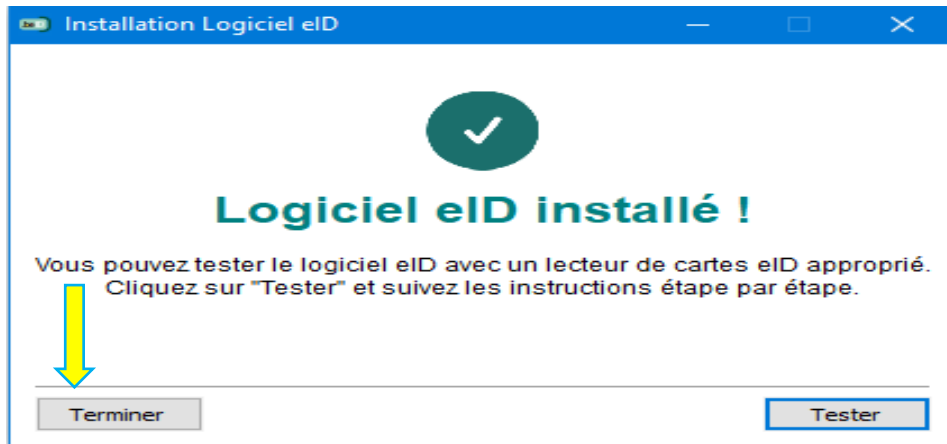 Installation Logiciel eID
Logiciel eID installé !
Vous pouvez tester le logiciel eID avec un lecteur de cartes eID approprié.
Cliquez sur "Tester" et suivez les instructions étape par étape.
Terminer
Tester